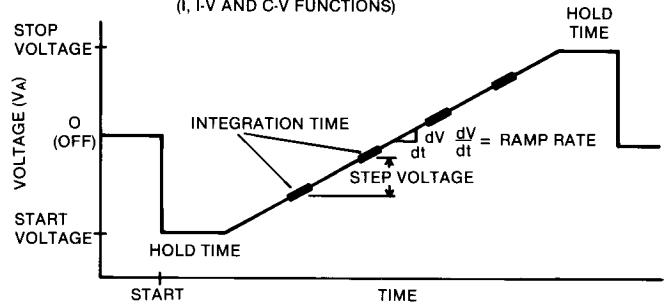 (I, I-V AND C-V FUNCTIONS)
HOLD
TIME
STOP
VOLTAGE
VOLTAGE (VA)
O
(OFF)
INTEGRATION TIME
dV
dt
dV/dt = RAMP RATE
STEP VOLTAGE
START
VOLTAGE
HOLD TIME
START
TIME